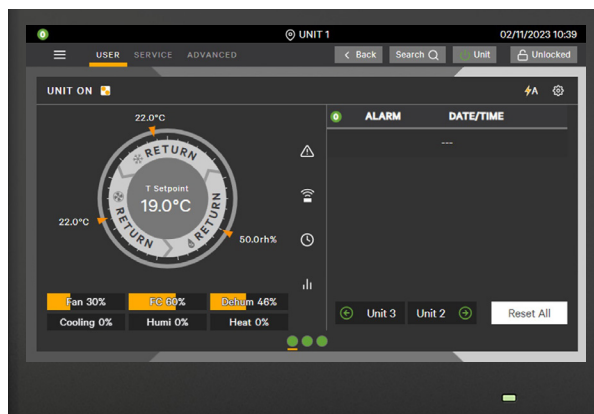 0
UNIT 1
02/11/2023 10:39
USER SERVICE ADVANCED
Back Search Unit Unlocked
UNIT ON
A
22.0°C
RETURN
T Setpoint
19.0°C
RETURN
RETURN
22.0°C
50.0rh%
0 ALARM DATE/TIME
---
Fan 30% FC 60% Dehum 46%
Cooling 0% Humi 0% Heat 0%
Unit 3 Unit 2 Reset All